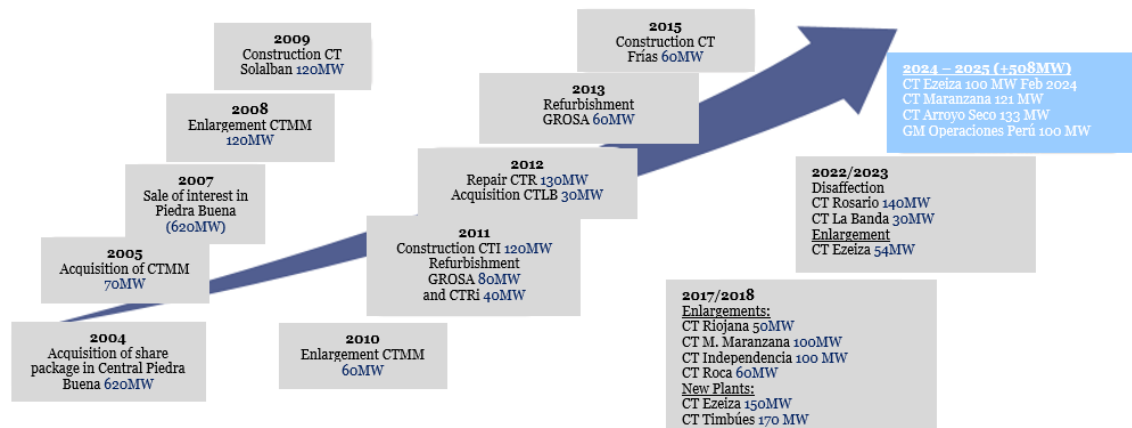 2004
Acquisition of share
package in Central Piedra
Buena 620MW
2005
Acquisition of CTMM
70MW
2007
Sale of interest in
Piedra Buena
(620MW)
2008
Enlargement CTMM
120MW
2009
Construction CT
Solalban 120MW
2010
Enlargement CTMM
60MW
2011
Construction CTI 120MW
Refurbishment
GROSA 80MW
and CTRi 40MW
2012
Repair CTR 130MW
Acquisition CTLB 30MW
2013
Refurbishment
GROSA 60MW
2015
Construction CT
Frías 60MW
2017/2018
Enlargements:
CT Riojana 50MW
CT M. Maranzana 100MW
CT Independencia 100 MW
CT Roca 60MW
New Plants:
CT Ezeiza 150MW
CT Timbúes 170 MW
2022/2023
Disaffection
CT Rosario 140MW
CT La Banda 30MW
Enlargement
CT Ezeiza 54MW
2024 – 2025 (+508MW)
CT Ezeiza 100 MW Feb 2024
CT Maranzana 121 MW
CT Arroyo Seco 133 MW
GM Operaciones Perú 100 MW